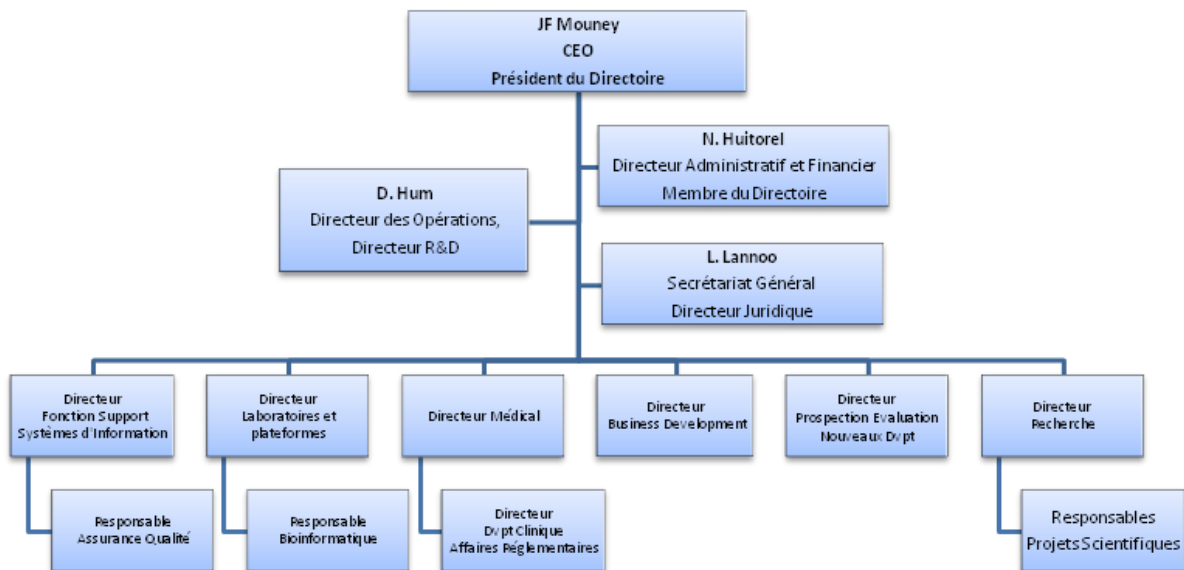 JF Mouney
CEO
Président du Directoire
N. Huitorel
Directeur Administratif et Financier
Membre du Directoire
D. Hum
Directeur des Opérations,
Directeur R&D
L. Lannoo
Secrétariat Général
Directeur Juridique
Directeur
Fonction Support
Systèmes d'Information
Directeur
Laboratoires et
plateformes
Directeur Médical
Directeur
Business Development
Directeur
Prospection Evaluation
Nouveaux Dvpt
Directeur
Recherche
Responsable
Assurance Qualité
Responsable
Bioinformatique
Directeur
Dvpt Clinique
Affaires Réglementaires
Responsables
Projets Scientifiques